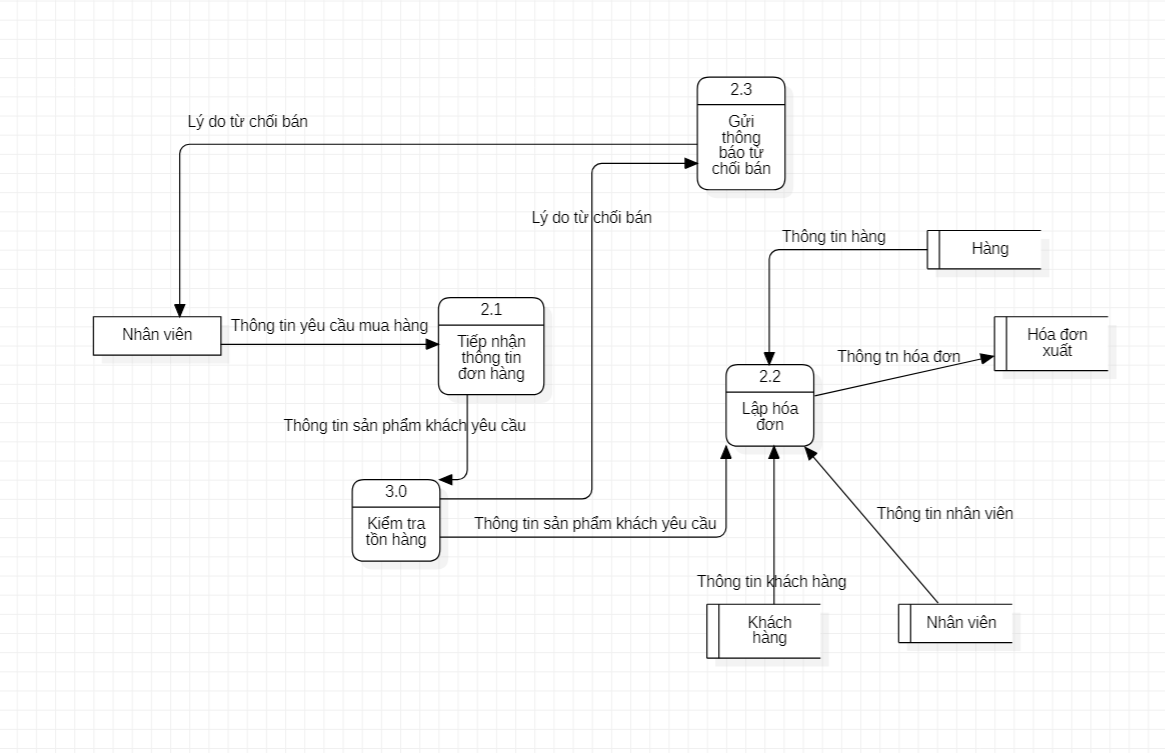 2.3
Gửi
thông
báo từ
chối bán
Lý do từ chối bán
Lý do từ chối bán
Thông tin hàng
Hàng
2.1
Tiếp nhận
thông tin
đơn hàng
Nhân viên
Thông tin yêu cầu mua hàng
Hóa đơn
xuất
Thông tn hóa đơn
2.2
Lập hóa
đơn
Thông tin sản phẩm khách yêu cầu
3.0
Kiểm tra
tồn hàng
Thông tin sản phẩm khách yêu cầu
Thông tin nhân viên
Thông tin khách hàng
Khách
hàng
Nhân viên